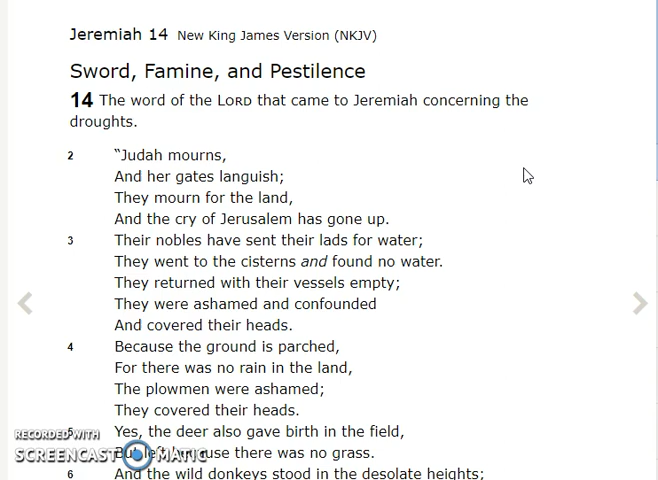 Jeremiah 14 New King James Version (NKJV)
Sword, Famine, and Pestilence
14 The word of the LORD that came to Jeremiah concerning the
droughts.
2 “Judah mourns,
And her gates languish;
They mourn for the land,
And the cry of Jerusalem has gone up.
3 Their nobles have sent their lads for water;
They went to the cisterns and found no water.
They returned with their vessels empty;
They were ashamed and confounded
And covered their heads.
4 Because the ground is parched,
For there was no rain in the land,
The plowmen were ashamed;
They covered their heads.
5 Yes, the deer also gave birth in the field,
But left because there was no grass.
6 And the wild donkeys stood in the desolate heights;
RECORDED WITH
SCREENCAST MATIC